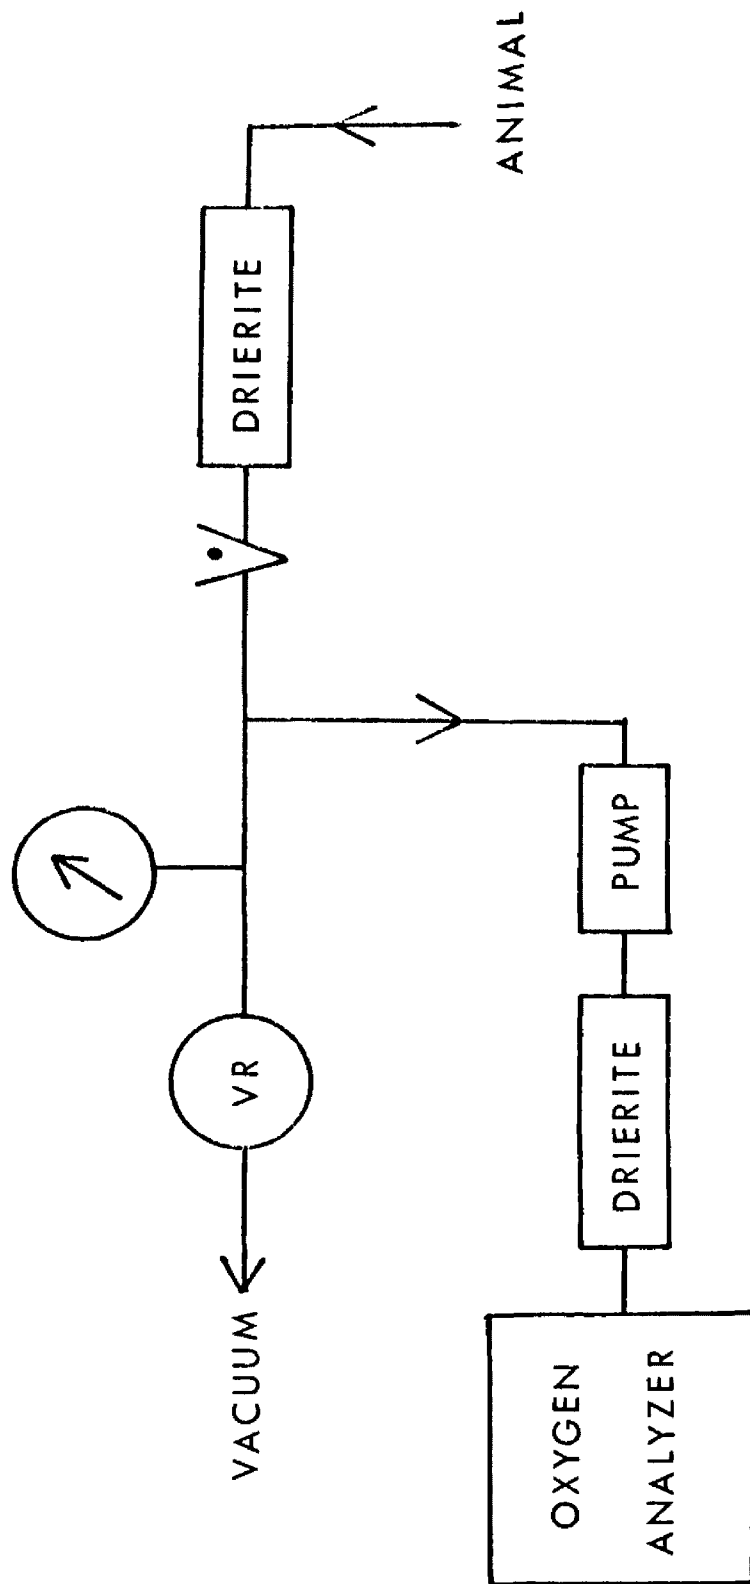 ANIMAL
DRIERITE
VR
VACUUM
PUMP
DRIERITE
OXYGEN
ANALYZER